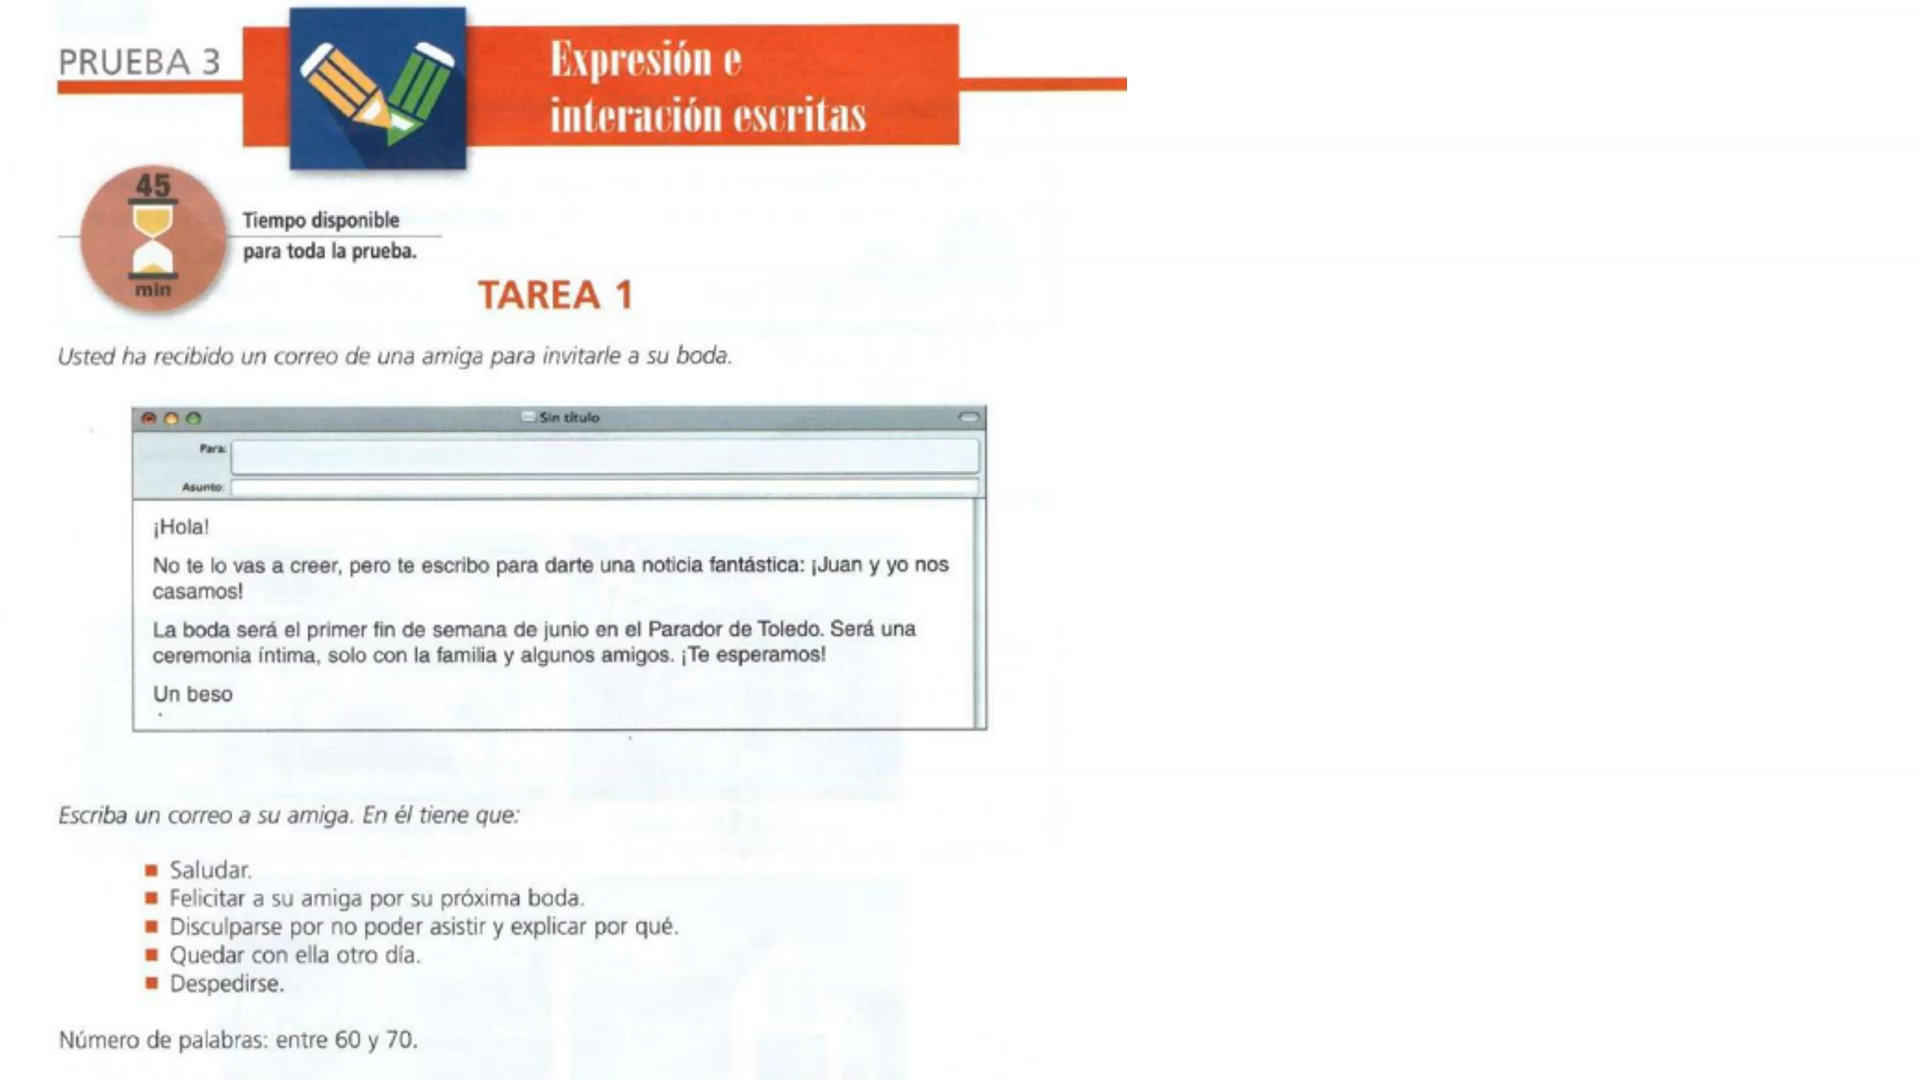 PRUEBA 3
Expresión e
interación escritas
45
min
Tiempo disponible
para toda la prueba.
TAREA 1
Usted ha recibido un correo de una amiga para invitarle a su boda.
Sin título
Para:
Asunto:
¡Hola!
No te lo vas a creer, pero te escribo para darte una noticia fantástica: ¡Juan y yo nos
casamos!
La boda será el primer fin de semana de junio en el Parador de Toledo. Será una
ceremonia íntima, solo con la familia y algunos amigos. ¡Te esperamos!
Un beso
Escriba un correo a su amiga. En él tiene que:
Saludar.
Felicitar a su amiga por su próxima boda.
Disculparse por no poder asistir y explicar por qué.
Quedar con ella otro día.
Despedirse.
Número de palabras: entre 60 y 70.